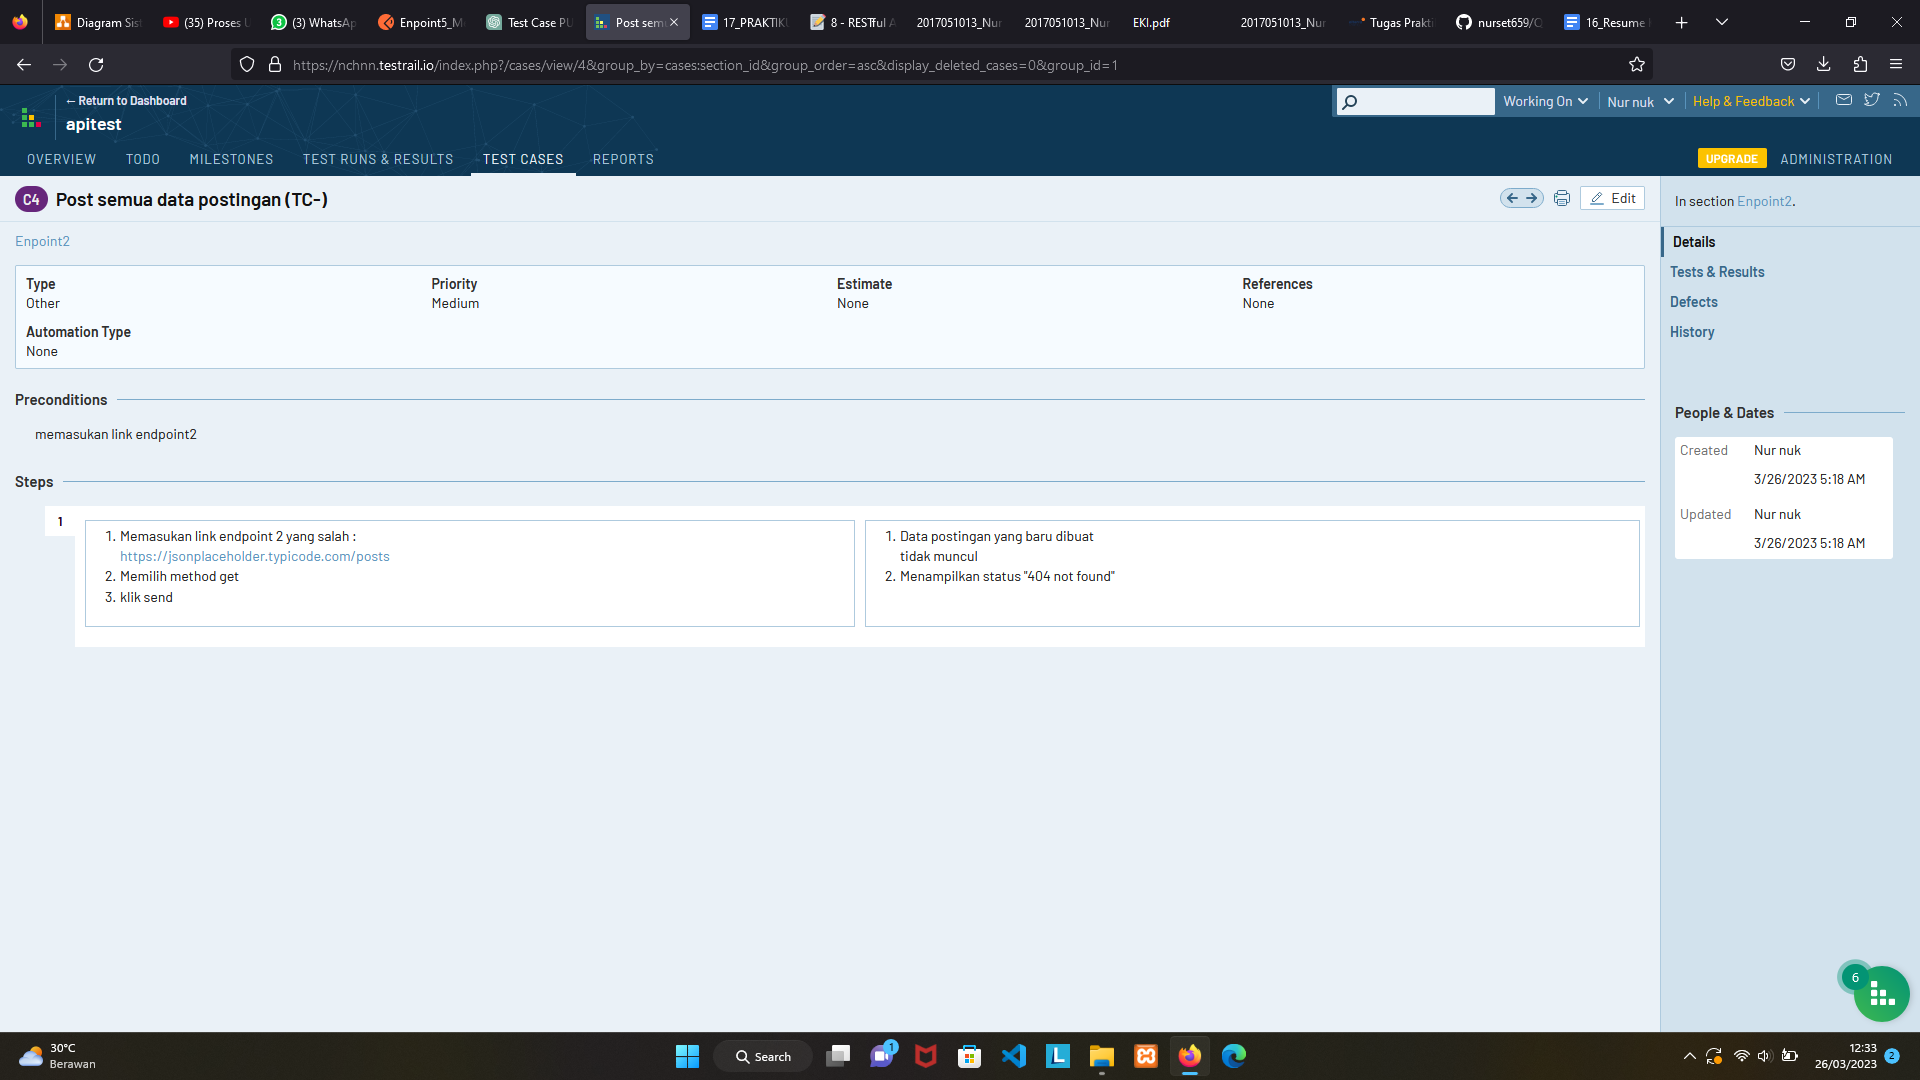 Diagram Sis
(35) Proses U
(3) WhatsAp
Enpoint5_Me
Test Case PU
Post sem
17_PRAKTIKU
8 - RESTful A
2017051013_Nur
2017051013_Nur
EKI.pdf
2017051013_Nur
Tugas Prakti
nurset659/Q
16_Resume
https://nchnn.testrail.io/index.php?/cases/view/4&group_by=cases:section_id&group_order=asc&display_deleted_cases=0&group_id=1
← Return to Dashboard
apitest
Working On
Nur nuk
Help & Feedback
OVERVIEW
TODO
MILESTONES
TEST RUNS & RESULTS
TEST CASES
REPORTS
UPGRADE
ADMINISTRATION
C4
Post semua data postingan (TC-)
Edit
In section Enpoint2.
Enpoint2
Details
Tests & Results
Defects
History
Type
Other
Priority
Medium
Estimate
None
References
None
Automation Type
None
Preconditions
memasukan link endpoint2
Steps
1
1. Memasukan link endpoint 2 yang salah :
https://jsonplaceholder.typicode.com/posts
2. Memilih method get
3. klik send
1. Data postingan yang baru dibuat
tidak muncul
2. Menampilkan status "404 not found"
People & Dates
Created
Nur nuk
3/26/2023 5:18 AM
Updated
Nur nuk
3/26/2023 5:18 AM
6
30°C
Berawan
Search
1
12:33
26/03/2023
2